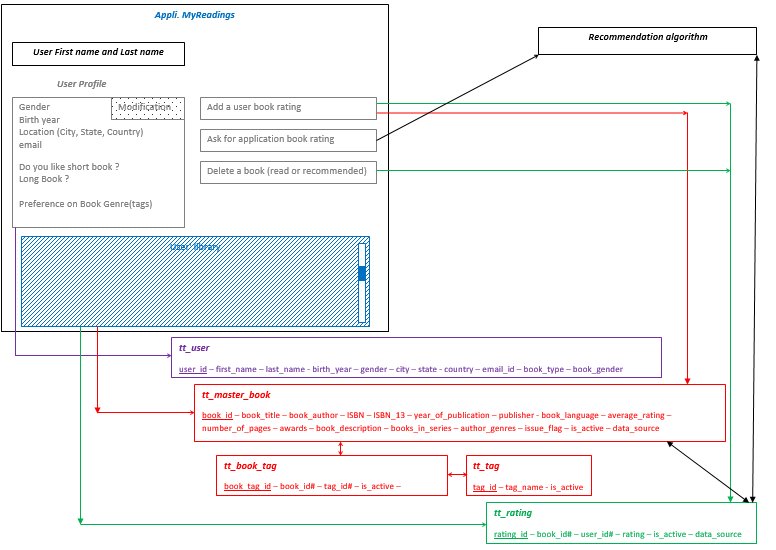 Appli. MyReadings
User First name and Last name
Recommendation algorithm
User Profile
Gender
Modification
Birth year
Location (City, State, Country)
email
Do you like short book ?
Long Book ?
Preference on Book Genre(tags)
Add a user book rating
Ask for application book rating
Delete a book (read or recommended)
User' library
tt_user
user_id – first_name – last_name - birth_year – gender – city – state - country – email_id – book_type – book_gender
tt_master_book
book_id – book_title – book_author – ISBN – ISBN_13 – year_of_publication – publisher - book_language – average_rating –
number_of_pages – awards – book_description – books_in_series – author_genres – issue_flag – is_active – data_source
tt_book_tag
book_tag_id – book_id# – tag_id# – is_active –
tt_tag
tag_id – tag_name - is_active
tt_rating
rating_id – book_id# – user_id# – rating – is_active – data_source